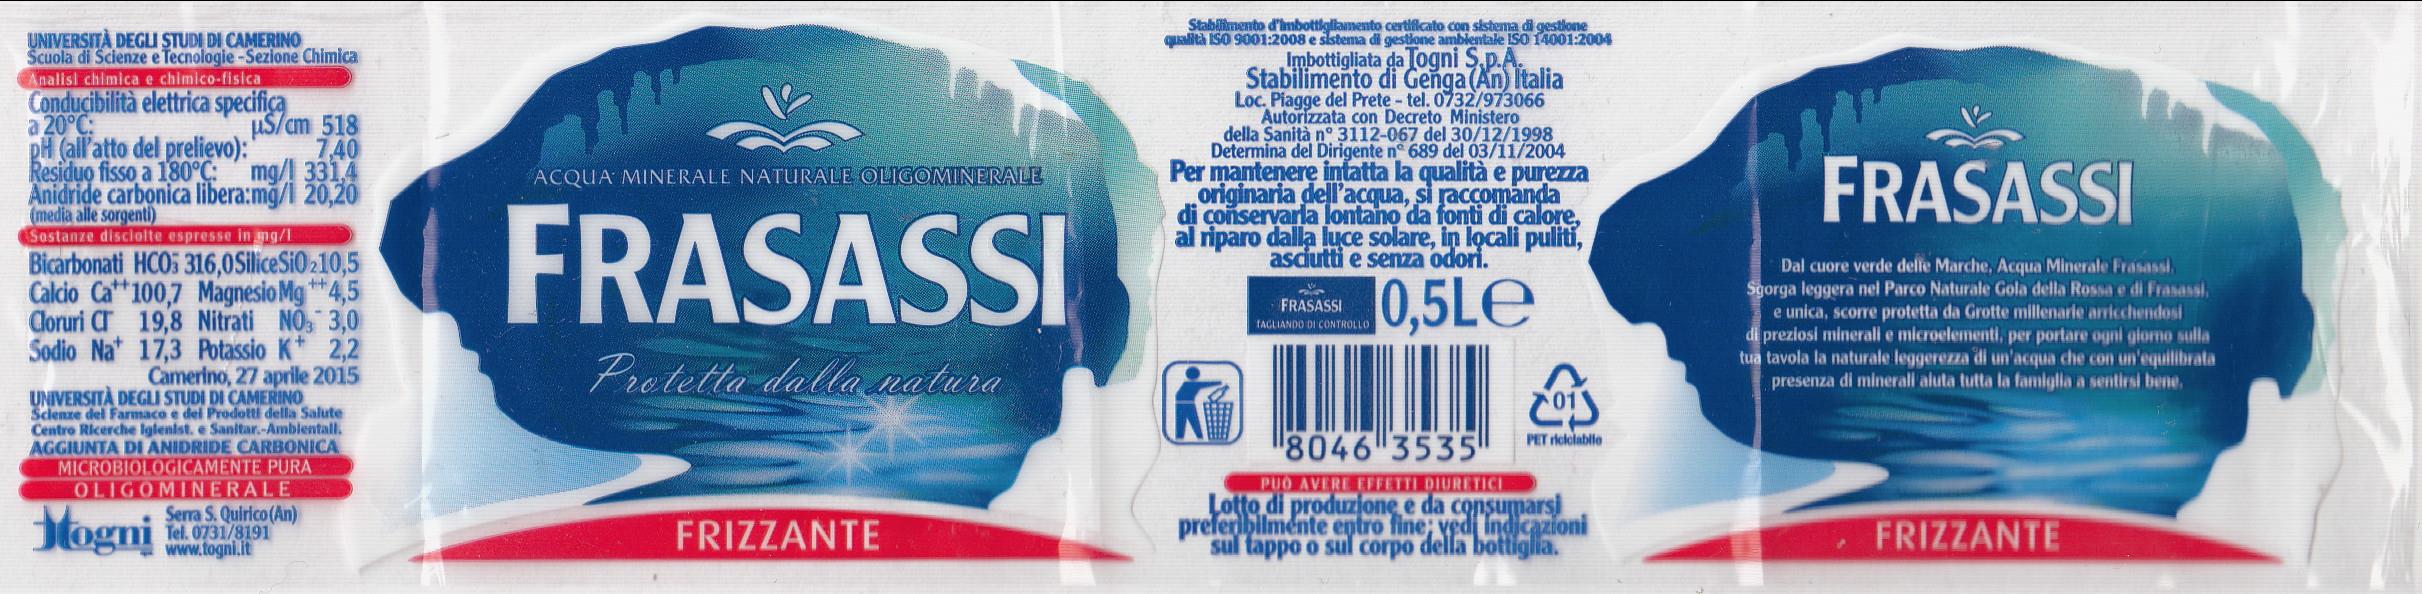 UNIVERSITÀ DEGLI STUDI DI CAMERINO
Scuola di Scienze e Tecnologie - Sezione Chimica
Analisi chimica e chimico-fisica
Conducibilità elettrica specifica
a 20°C: µS/cm 518
pH (all'atto del prelievo): 7,40
Residuo fisso a 180°C: mg/l 331,4
Anidride carbonica libera: mg/l 20,20
(media alle sorgenti)
Sostanze disciolte espresse in mg/l
Bicarbonati HCO₃⁻ 316,0 Silice SiO₂ 10,5
Calcio Ca⁺⁺ 100,7 Magnesio Mg⁺⁺ 4,5
Cloruri Cl⁻ 19,8 Nitrati NO₃⁻ 3,0
Sodio Na⁺ 17,3 Potassio K⁺ 2,2
Camerino, 27 aprile 2015
UNIVERSITÀ DEGLI STUDI DI CAMERINO
Scienze del Farmaco e dei Prodotti della Salute
Centro Ricerche Igienist. e Sanitar.-Ambientali.
AGGIUNTA DI ANIDRIDE CARBONICA
MICROBIOLOGICAMENTE PURA
OLIGOMINERALE
Togni
Serra S. Quirico (An)
Tel. 0731/8191
www.togni.it
ACQUA MINERALE NATURALE OLIGOMINERALE
FRASASSI
Protetta dalla natura
FRIZZANTE
Stabilimento d'imbottigliamento certificato con sistema di gestione
qualità ISO 9001:2008 e sistema di gestione ambientale ISO 14001:2004
Imbottigliata da Togni S.p.A.
Stabilimento di Genga (An) Italia
Loc. Piagge del Prete - tel. 0732/973066
Autorizzata con Decreto Ministero
della Sanità n° 3112-067 del 30/12/1998
Determina del Dirigente n° 689 del 03/11/2004
Per mantenere intatta la qualità e purezza
originaria dell'acqua, si raccomanda
di conservarla lontano da fonti di calore,
al riparo dalla luce solare, in locali puliti,
asciutti e senza odori.
FRASASSI
TAGLIANDO DI CONTROLLO
0,5L e
8046 3535
01
PET riciclabile
PUÒ AVERE EFFETTI DIURETICI
Lotto di produzione e da consumarsi
preferibilmente entro fine: vedi indicazioni
sul tappo o sul corpo della bottiglia.
FRASASSI
Dal cuore verde delle Marche, Acqua Minerale Frasassi.
Sgorga leggera nel Parco Naturale Gola della Rossa e di Frasassi,
e unica, scorre protetta da Grotte millenarie arricchendosi
di preziosi minerali e microelementi, per portare ogni giorno sulla
tua tavola la naturale leggerezza di un'acqua che con un'equilibrata
presenza di minerali aiuta tutta la famiglia a sentirsi bene.
FRIZZANTE